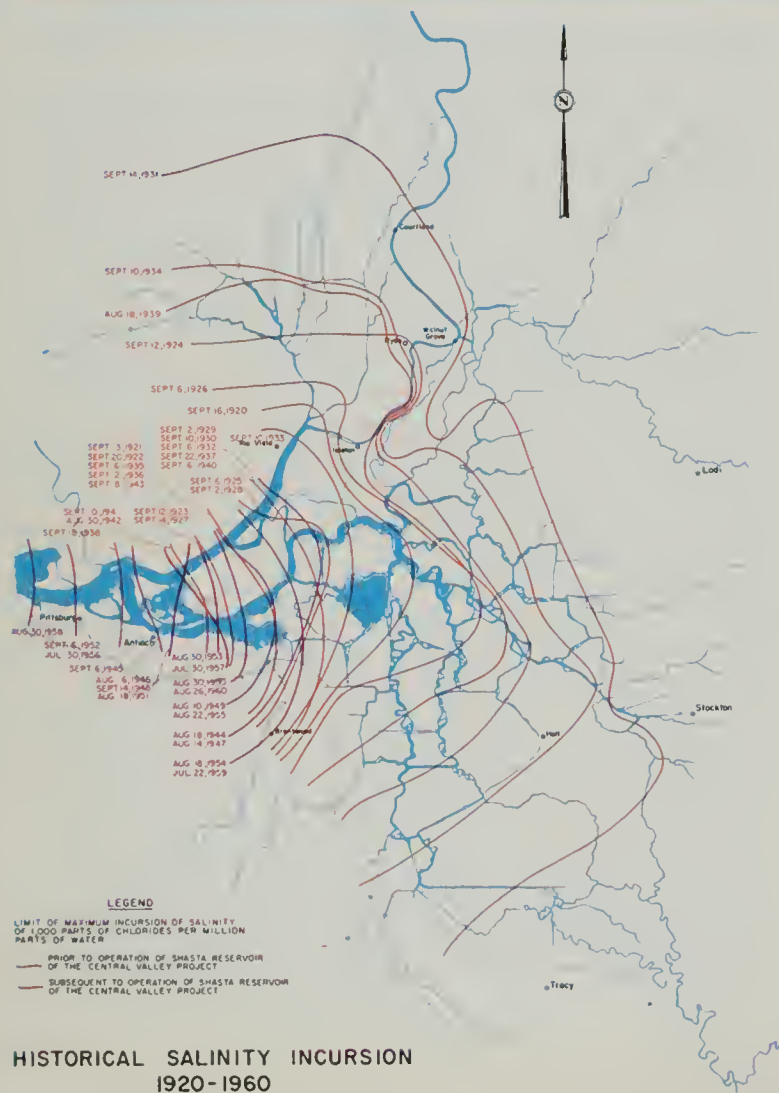 SEPT 14, 1931
Courtland
SEPT 10, 1934
AUG 18, 1939
SEPT 12, 1924
Ryde
Walnut
Grove
SEPT 6, 1926
SEPT 16, 1920
Isleton
Rio Vista
SEPT 2, 1929
SEPT 10, 1930
SEPT 6, 1932
SEPT 22, 1937
SEPT 6, 1940
SEPT 3, 1921
SEPT 20, 1922
SEPT 6, 1935
SEPT 2, 1936
SEPT 8, 1943
SEPT 6, 1925
SEPT 2, 1928
Lodi
SEPT 12, 1923
SEPT 14, 1927
AUG 30, 1942
SEPT 18, 1938
Pittsburg
Antioch
AUG 30, 1958
SEPT 6, 1952
JUL 30, 1956
SEPT 6, 1945
AUG 6, 1946
SEPT 14, 1948
AUG 18, 1951
AUG 30, 1953
JUL 30, 1957
AUG 26, 1960
AUG 10, 1949
AUG 22, 1955
AUG 18, 1944
AUG 14, 1947
AUG 18, 1954
JUL 22, 1959
Brentwood
Holt
Stockton
Tracy
LEGEND
LIMIT OF MAXIMUM INCURSION OF SALINITY
OF 1,000 PARTS OF CHLORIDES PER MILLION
PARTS OF WATER
PRIOR TO OPERATION OF SHASTA RESERVOIR
OF THE CENTRAL VALLEY PROJECT
SUBSEQUENT TO OPERATION OF SHASTA RESERVOIR
OF THE CENTRAL VALLEY PROJECT
HISTORICAL SALINITY INCURSION
1920-1960